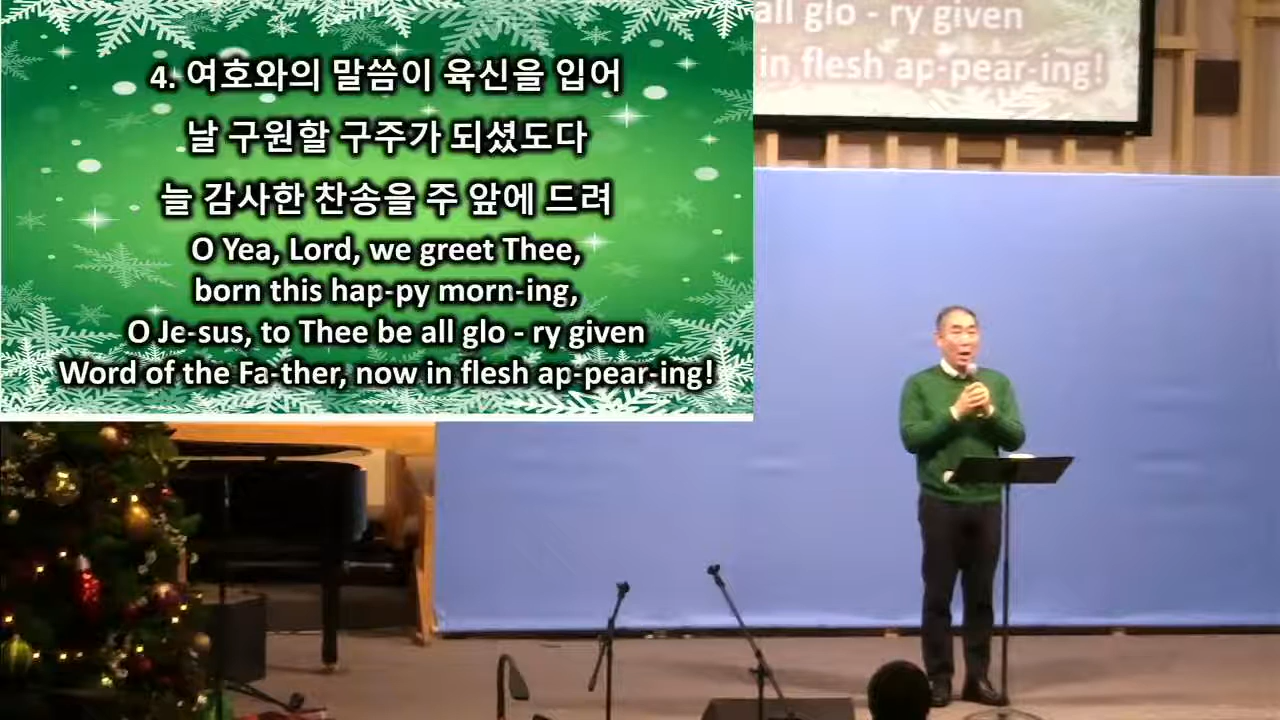 4. 여호와의 말씀이 육신을 입어
날 구원할 구주가 되셨도다
늘 감사한 찬송을 주 앞에 드려
O Yea, Lord, we greet Thee,
born this hap-py morn-ing,
O Je-sus, to Thee be all glo - ry given
Word of the Fa-ther, now in flesh ap-pear-ing!
all glo - ry given
in flesh ap-pear-ing!